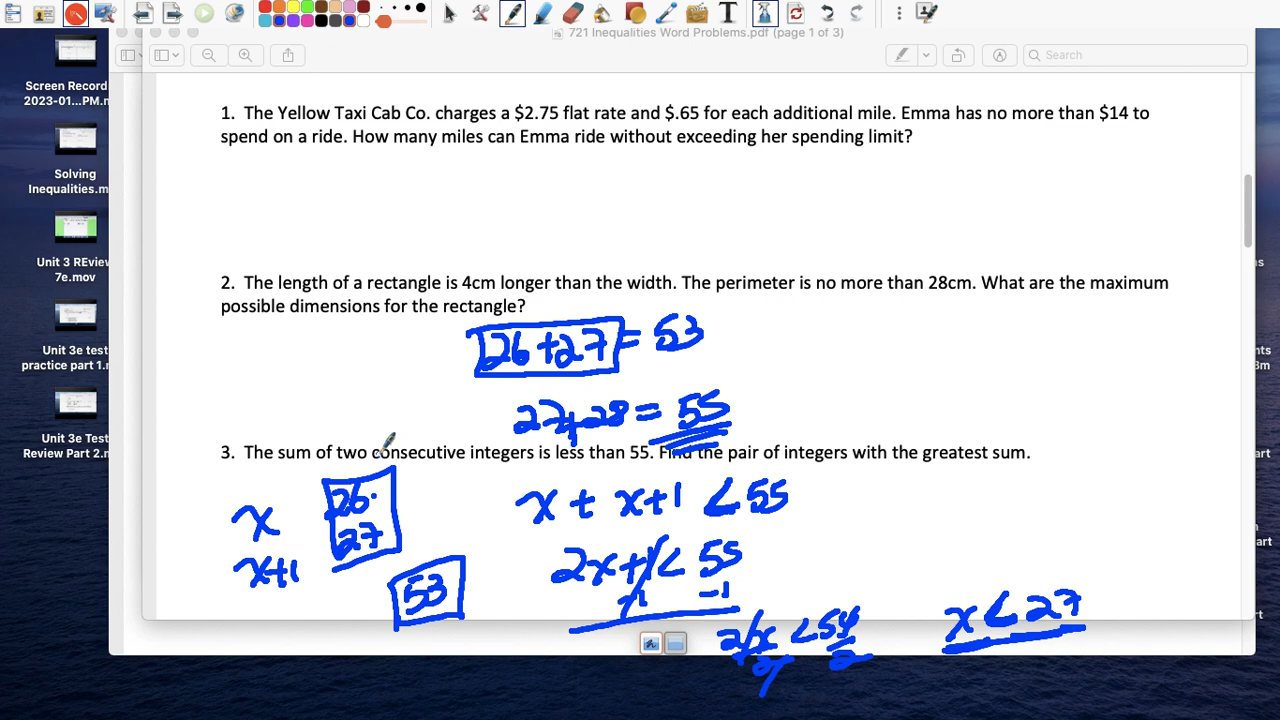 721 Inequalities Word Problems.pdf (page 1 of 3)
Search
Screen Record
2023-01...PM.m
Solving
Inequalities.m
Unit 3 REview
7e.mov
Unit 3e test
practice part 1.m
Unit 3e Test
Review Part 2.m
1. The Yellow Taxi Cab Co. charges a $2.75 flat rate and $.65 for each additional mile. Emma has no more than $14 to
spend on a ride. How many miles can Emma ride without exceeding her spending limit?
2. The length of a rectangle is 4cm longer than the width. The perimeter is no more than 28cm. What are the maximum
possible dimensions for the rectangle?
26+27 = 53
27+28 = 55
3. The sum of two consecutive integers is less than 55. Find the pair of integers with the greatest sum.
x 26
x+1 27
53
x + x+1 < 55
2x+1 < 55
-1 -1
2x < 54
2 2
x < 27